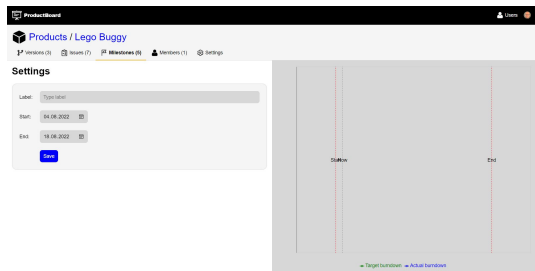 ProductBoard
Users
Products / Lego Buggy
Versions (3) Issues (7) Milestones (5) Members (1) Settings
Settings
Label: Type label
Start: 04.08.2022
End: 18.08.2022
Save
Start Now End
Target burndown Actual burndown